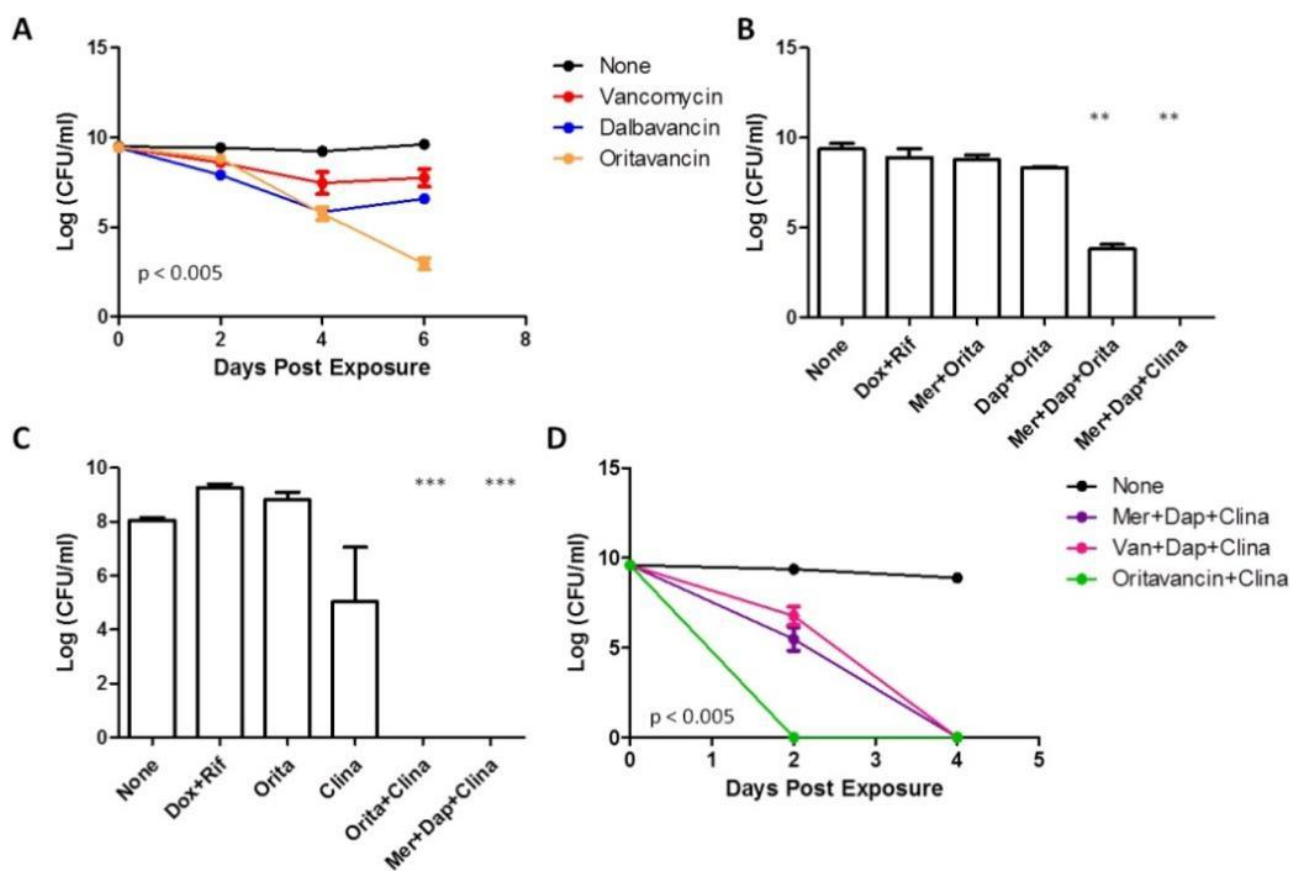 A
15
10
5
0
Log (CFU/ml)
0 2 4 6 8
Days Post Exposure
p < 0.005
None
Vancomycin
Dalbavancin
Oritavancin
B
15
10
5
0
Log (CFU/ml)
** **
None
Dox+Rif
Mer+Orita
Dap+Orita
Mer+Dap+Orita
Mer+Dap+Clina
C
10
8
6
4
2
0
Log (CFU/ml)
*** ***
None
Dox+Rif
Orita
Clina
Orita+Clina
Mer+Dap+Clina
D
15
10
5
0
Log (CFU/ml)
0 1 2 3 4 5
Days Post Exposure
p < 0.005
None
Mer+Dap+Clina
Van+Dap+Clina
Oritavancin+Clina